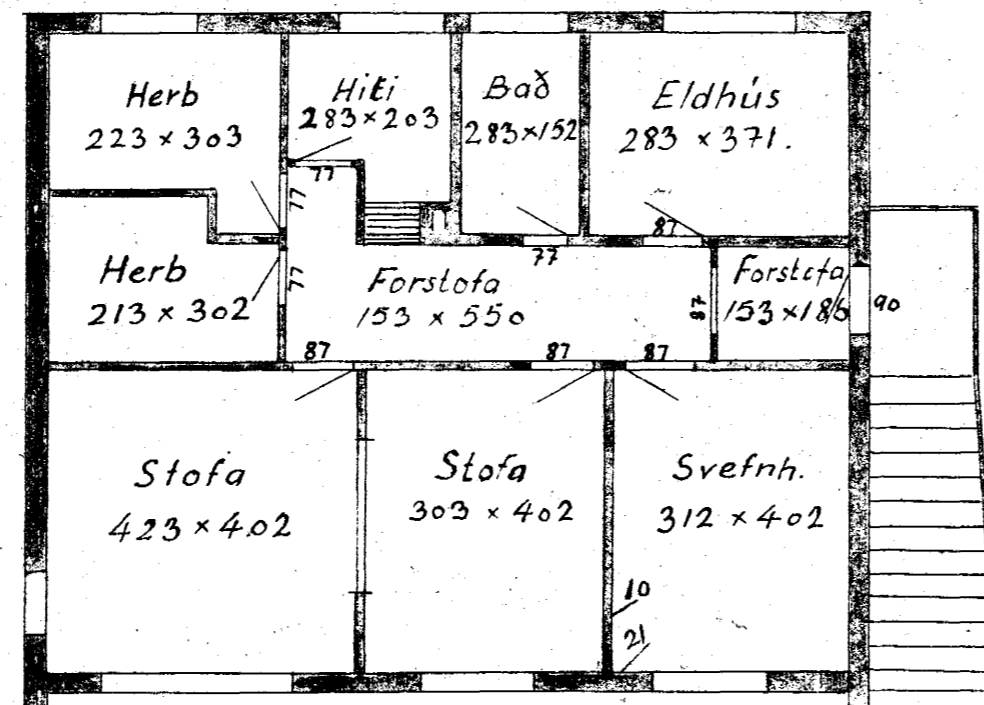 Herb
223 × 303
Hiti
283×203
Bað
283×152
Eldhús
283 × 371.
77
77
77
87
Herb
213 × 302
77
Forstofa
153 × 550
87
Forstofa
153 × 186
90
87
87
87
Stofa
423 × 402
Stofa
303 × 402
Svefnh.
312 × 402
10
21